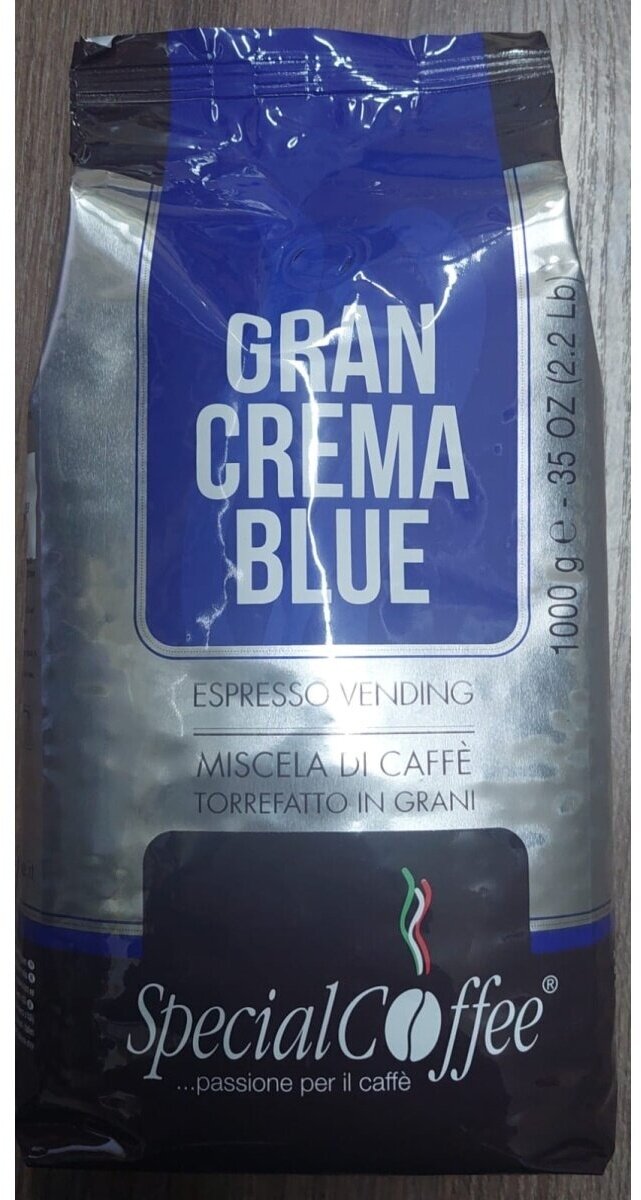 GRAN
CREMA
BLUE
1000 g ℮ - 35 OZ (2.2 Lb)
ESPRESSO VENDING
MISCELA DI CAFFÈ
TORREFATTO IN GRANI
SpecialCoffee®
...passione per il caffè